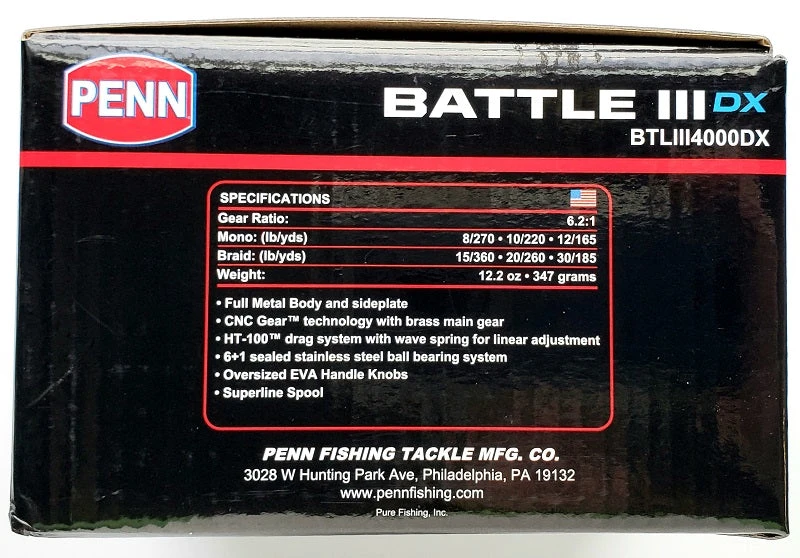 PENN
BATTLE III DX
BTLIII4000DX
SPECIFICATIONS
Gear Ratio: 6.2:1
Mono: (lb/yds) 8/270 • 10/220 • 12/165
Braid: (lb/yds) 15/360 • 20/260 • 30/185
Weight: 12.2 oz • 347 grams
• Full Metal Body and sideplate
• CNC Gear™ technology with brass main gear
• HT-100™ drag system with wave spring for linear adjustment
• 6+1 sealed stainless steel ball bearing system
• Oversized EVA Handle Knobs
• Superline Spool
PENN FISHING TACKLE MFG. CO.
3028 W Hunting Park Ave, Philadelphia, PA 19132
www.pennfishing.com
Pure Fishing, Inc.